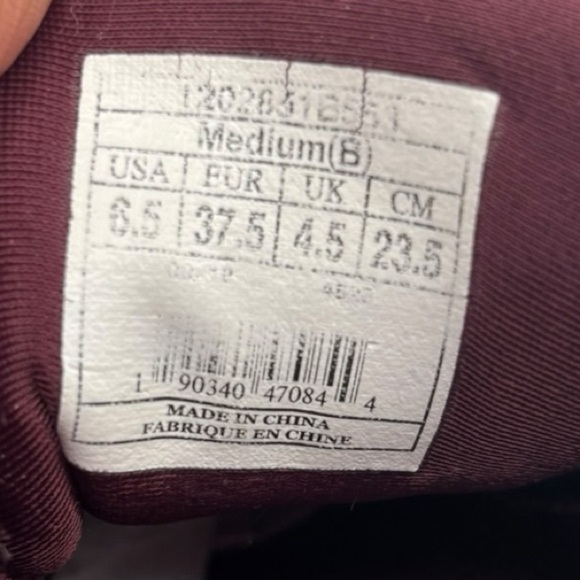 Medium(B)
USA EUR UK CM
6.5 37.5 4.5 23.5
1 90340 47084 4
MADE IN CHINA
FABRIQUE EN CHINE